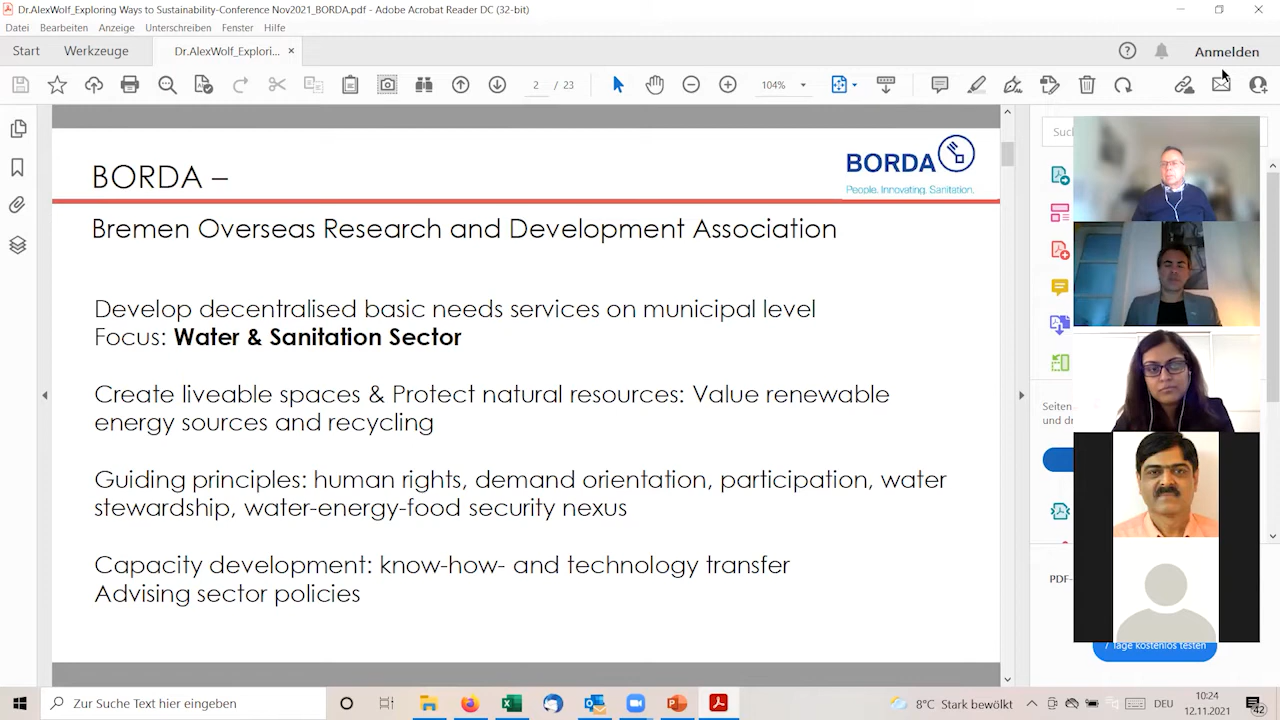 Dr.AlexWolf_Exploring Ways to Sustainability-Conference Nov2021_BORDA.pdf - Adobe Acrobat Reader DC (32-bit)
Datei Bearbeiten Anzeige Unterschreiben Fenster Hilfe
Start Werkzeuge Dr.AlexWolf_Explori... × Anmelden
2 / 23 104%
BORDA –
BORDA
People. Innovating. Sanitation.
Bremen Overseas Research and Development Association
Develop decentralised basic needs services on municipal level
Focus: Water & Sanitation Sector
Create liveable spaces & Protect natural resources: Value renewable
energy sources and recycling
Guiding principles: human rights, demand orientation, participation, water
stewardship, water-energy-food security nexus
Capacity development: know-how- and technology transfer
Advising sector policies
Suc
Seiten
und dr
PDF-
7 Tage kostenlos testen
Zur Suche Text hier eingeben
8°C Stark bewölkt
DEU
10:24
12.11.2021
42